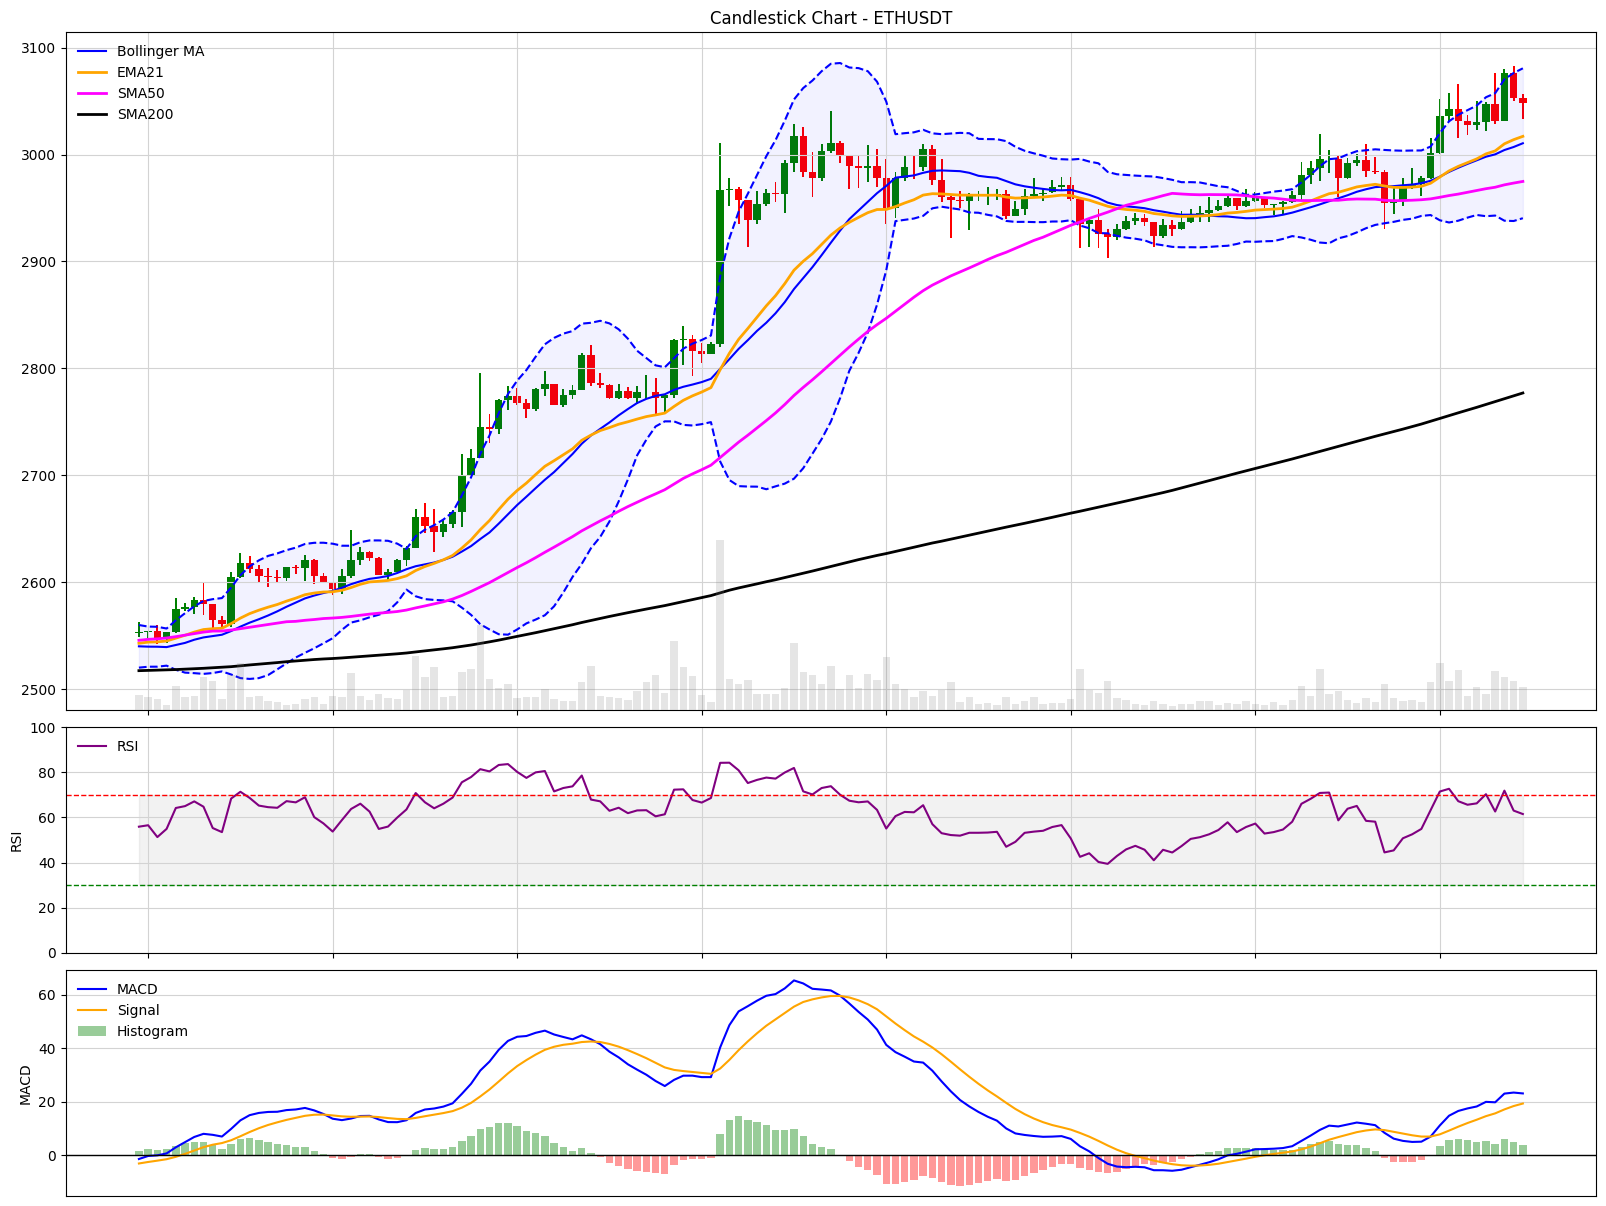 Candlestick Chart - ETHUSDT
3100
3000
2900
2800
2700
2600
2500
Bollinger MA
EMA21
SMA50
SMA200
100
80
60
40
20
0
RSI
RSI
60
40
20
0
MACD
MACD
Signal
Histogram